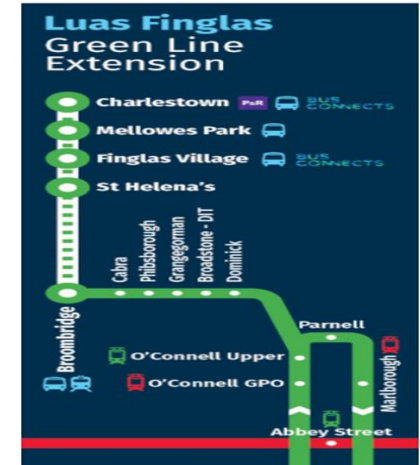 Luas Finglas
Green Line
Extension
Charlestown P&R BUS CONNECTS
Mellowes Park
Finglas Village BUS CONNECTS
St Helena's
Cabra
Phibsborough
Grangegorman
Broadstone - DIT
Dominick
Broombridge
Parnell
O'Connell Upper
O'Connell GPO
Marlborough
Abbey Street